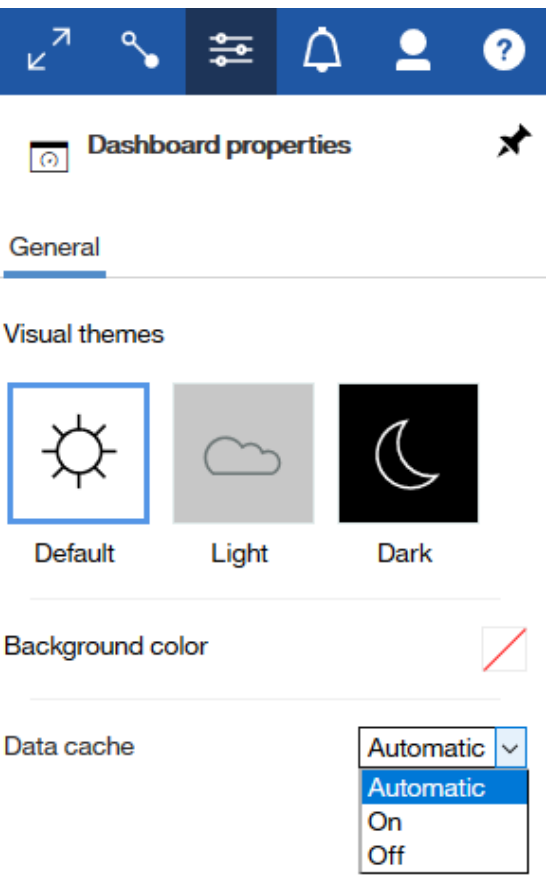 ?
Dashboard properties
General
Visual themes
Default Light Dark
Background color
Data cache Automatic
Automatic
On
Off